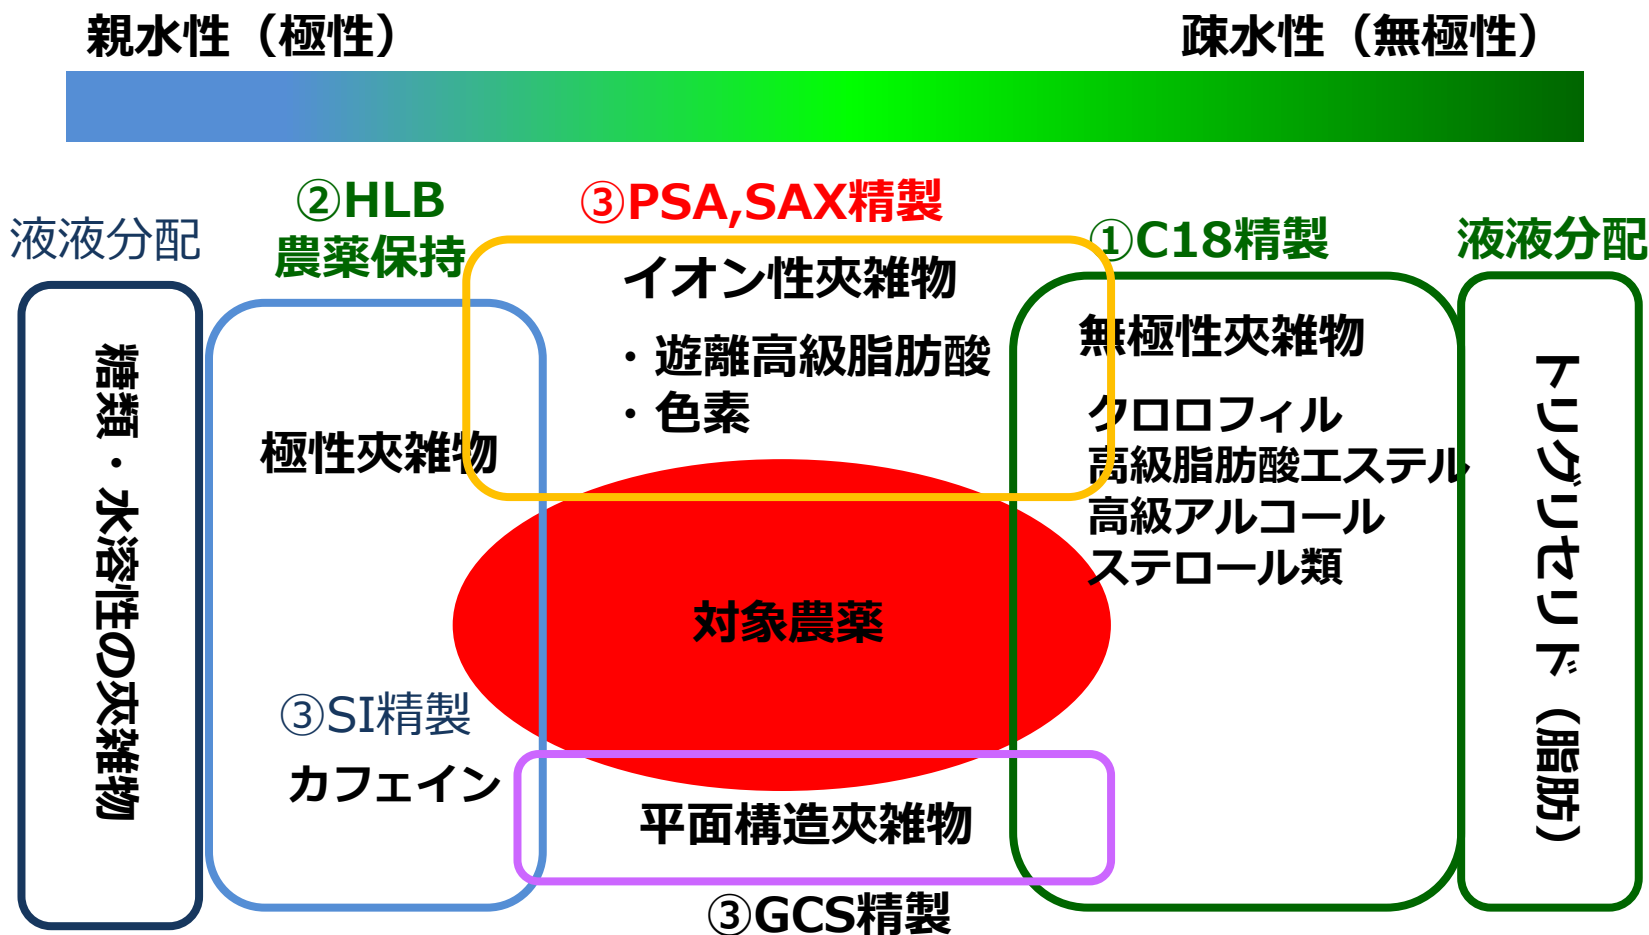 親水性（極性）
疎水性（無極性）
液液分配
②HLB
農薬保持
③PSA,SAX精製
①C18精製
液液分配
糖類・水溶性の夾雑物
極性夾雑物
③SI精製
カフェイン
イオン性夾雑物
・遊離高級脂肪酸
・色素
対象農薬
平面構造夾雑物
③GCS精製
無極性夾雑物
クロロフィル
高級脂肪酸エステル
高級アルコール
ステロール類
トリグリセリド（脂肪）